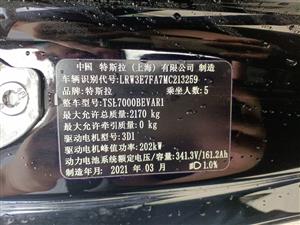 中国 特斯拉(上海)有限公司 制造
车辆识别代号: LRW3E7FA7MC213259
品牌: 特斯拉 乘坐人数: 5
整车型号: TSL7000BEVAR1
最大允许总质量: 2170 kg
最大允许牵引质量: 0 kg
驱动电机型号: 3D1
驱动电机峰值功率: 202kW
动力电池系统额定电压/容量: 341.3V/161.2Ah
制造年月: 2021 年 03 月 1.0%